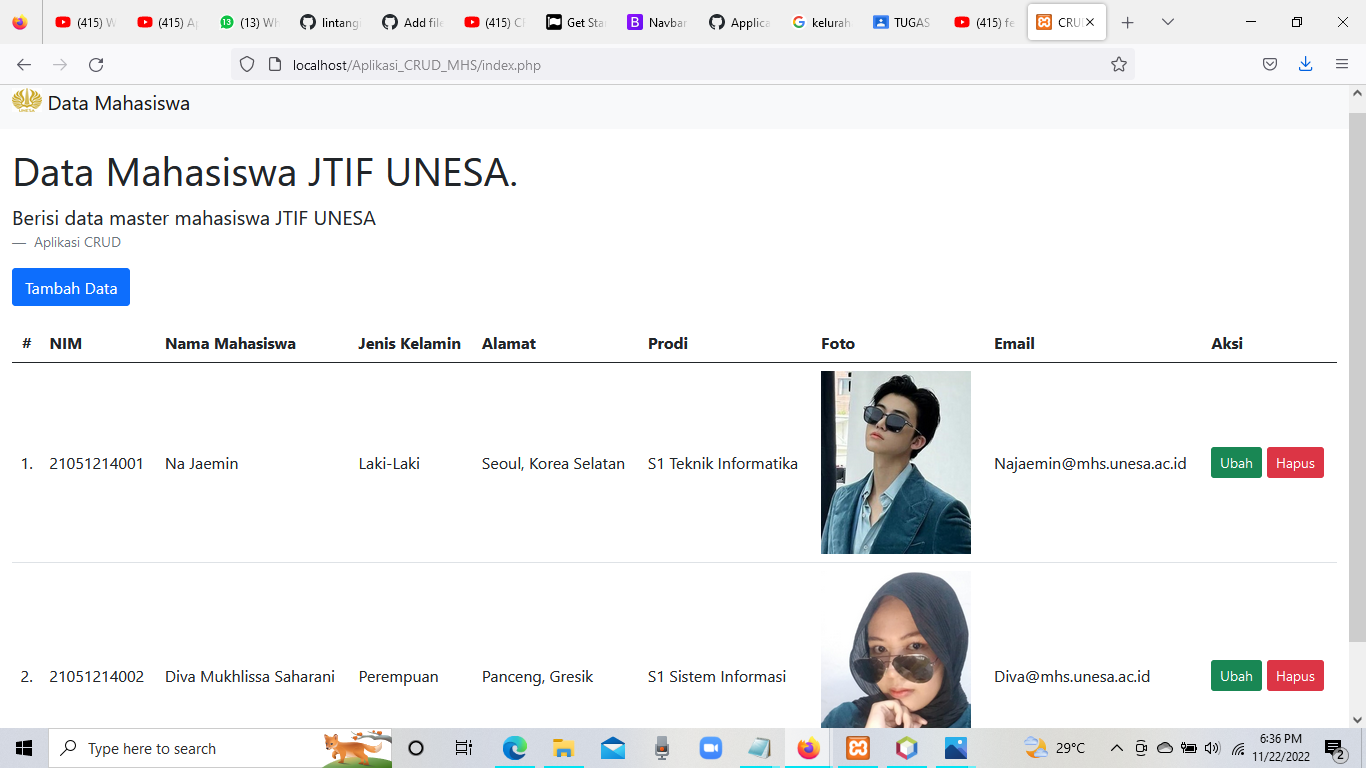 (415) W
(415) Ap
(13) Wh
lintang
Add file
(415) C
Get Star
Navbar
Applica
kelurah
TUGAS
(415) fe
CRUD
localhost/Aplikasi_CRUD_MHS/index.php
Data Mahasiswa
Data Mahasiswa JTIF UNESA.
Berisi data master mahasiswa JTIF UNESA
— Aplikasi CRUD
Tambah Data
# NIM Nama Mahasiswa Jenis Kelamin Alamat Prodi Foto Email Aksi
1. 21051214001 Na Jaemin Laki-Laki Seoul, Korea Selatan S1 Teknik Informatika Najaemin@mhs.unesa.ac.id Ubah Hapus
2. 21051214002 Diva Mukhlissa Saharani Perempuan Panceng, Gresik S1 Sistem Informasi Diva@mhs.unesa.ac.id Ubah Hapus
Type here to search
29°C
6:36 PM
11/22/2022
2